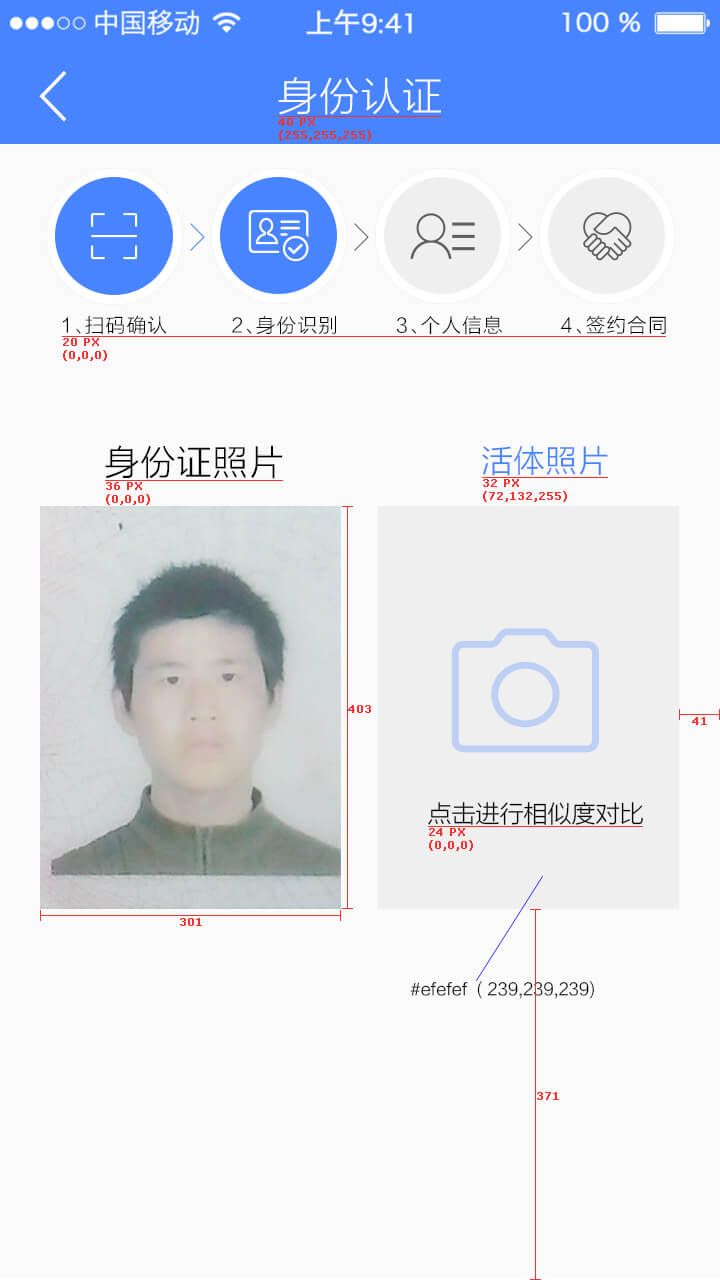 中国移动 上午9:41 100 %
身份认证
40 PX
(255,255,255)
1、扫码确认 2、身份识别 3、个人信息 4、签约合同
20 PX
(0,0,0)
身份证照片 活体照片
36 PX 32 PX
(0,0,0) (72,132,255)
403
41
点击进行相似度对比
24 PX
(0,0,0)
301
#efefef ( 239,239,239)
371